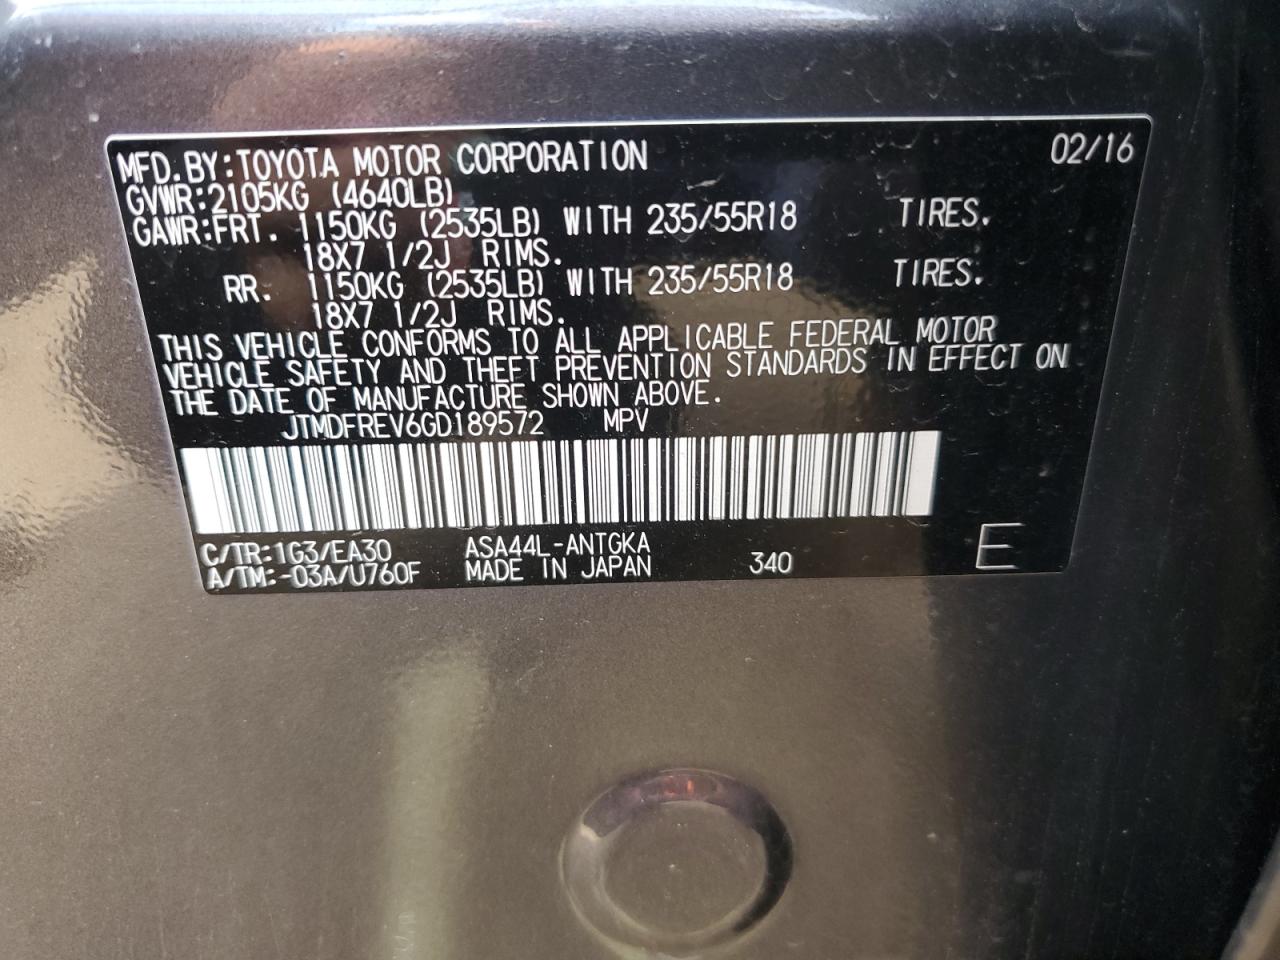 MFD.BY:TOYOTA MOTOR CORPORATION 02/16
GVWR:2105KG (4640LB)
GAWR:FRT. 1150KG (2535LB) WITH 235/55R18 TIRES.
18X7 1/2J RIMS.
RR. 1150KG (2535LB) WITH 235/55R18 TIRES.
18X7 1/2J RIMS.
THIS VEHICLE CONFORMS TO ALL APPLICABLE FEDERAL MOTOR
VEHICLE SAFETY AND THEFT PREVENTION STANDARDS IN EFFECT ON
THE DATE OF MANUFACTURE SHOWN ABOVE.
JTMDFREV6GD189572 MPV
C/TR:1G3/EA30 ASA44L-ANTGKA
A/TM:-03A/U760F MADE IN JAPAN 340 E